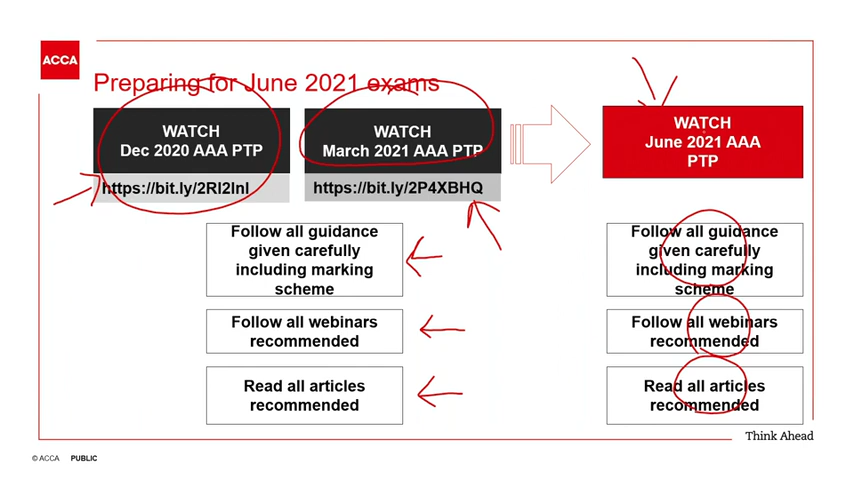 ACCA
Preparing for June 2021 exams
WATCH
Dec 2020 AAA PTP
https://bit.ly/2RI2InI
WATCH
March 2021 AAA PTP
https://bit.ly/2P4XBHQ
WATCH
June 2021 AAA
PTP
Follow all guidance
given carefully
including marking
scheme
Follow all webinars
recommended
Read all articles
recommended
Follow all guidance
given carefully
including marking
scheme
Follow all webinars
recommended
Read all articles
recommended
Think Ahead
© ACCA PUBLIC